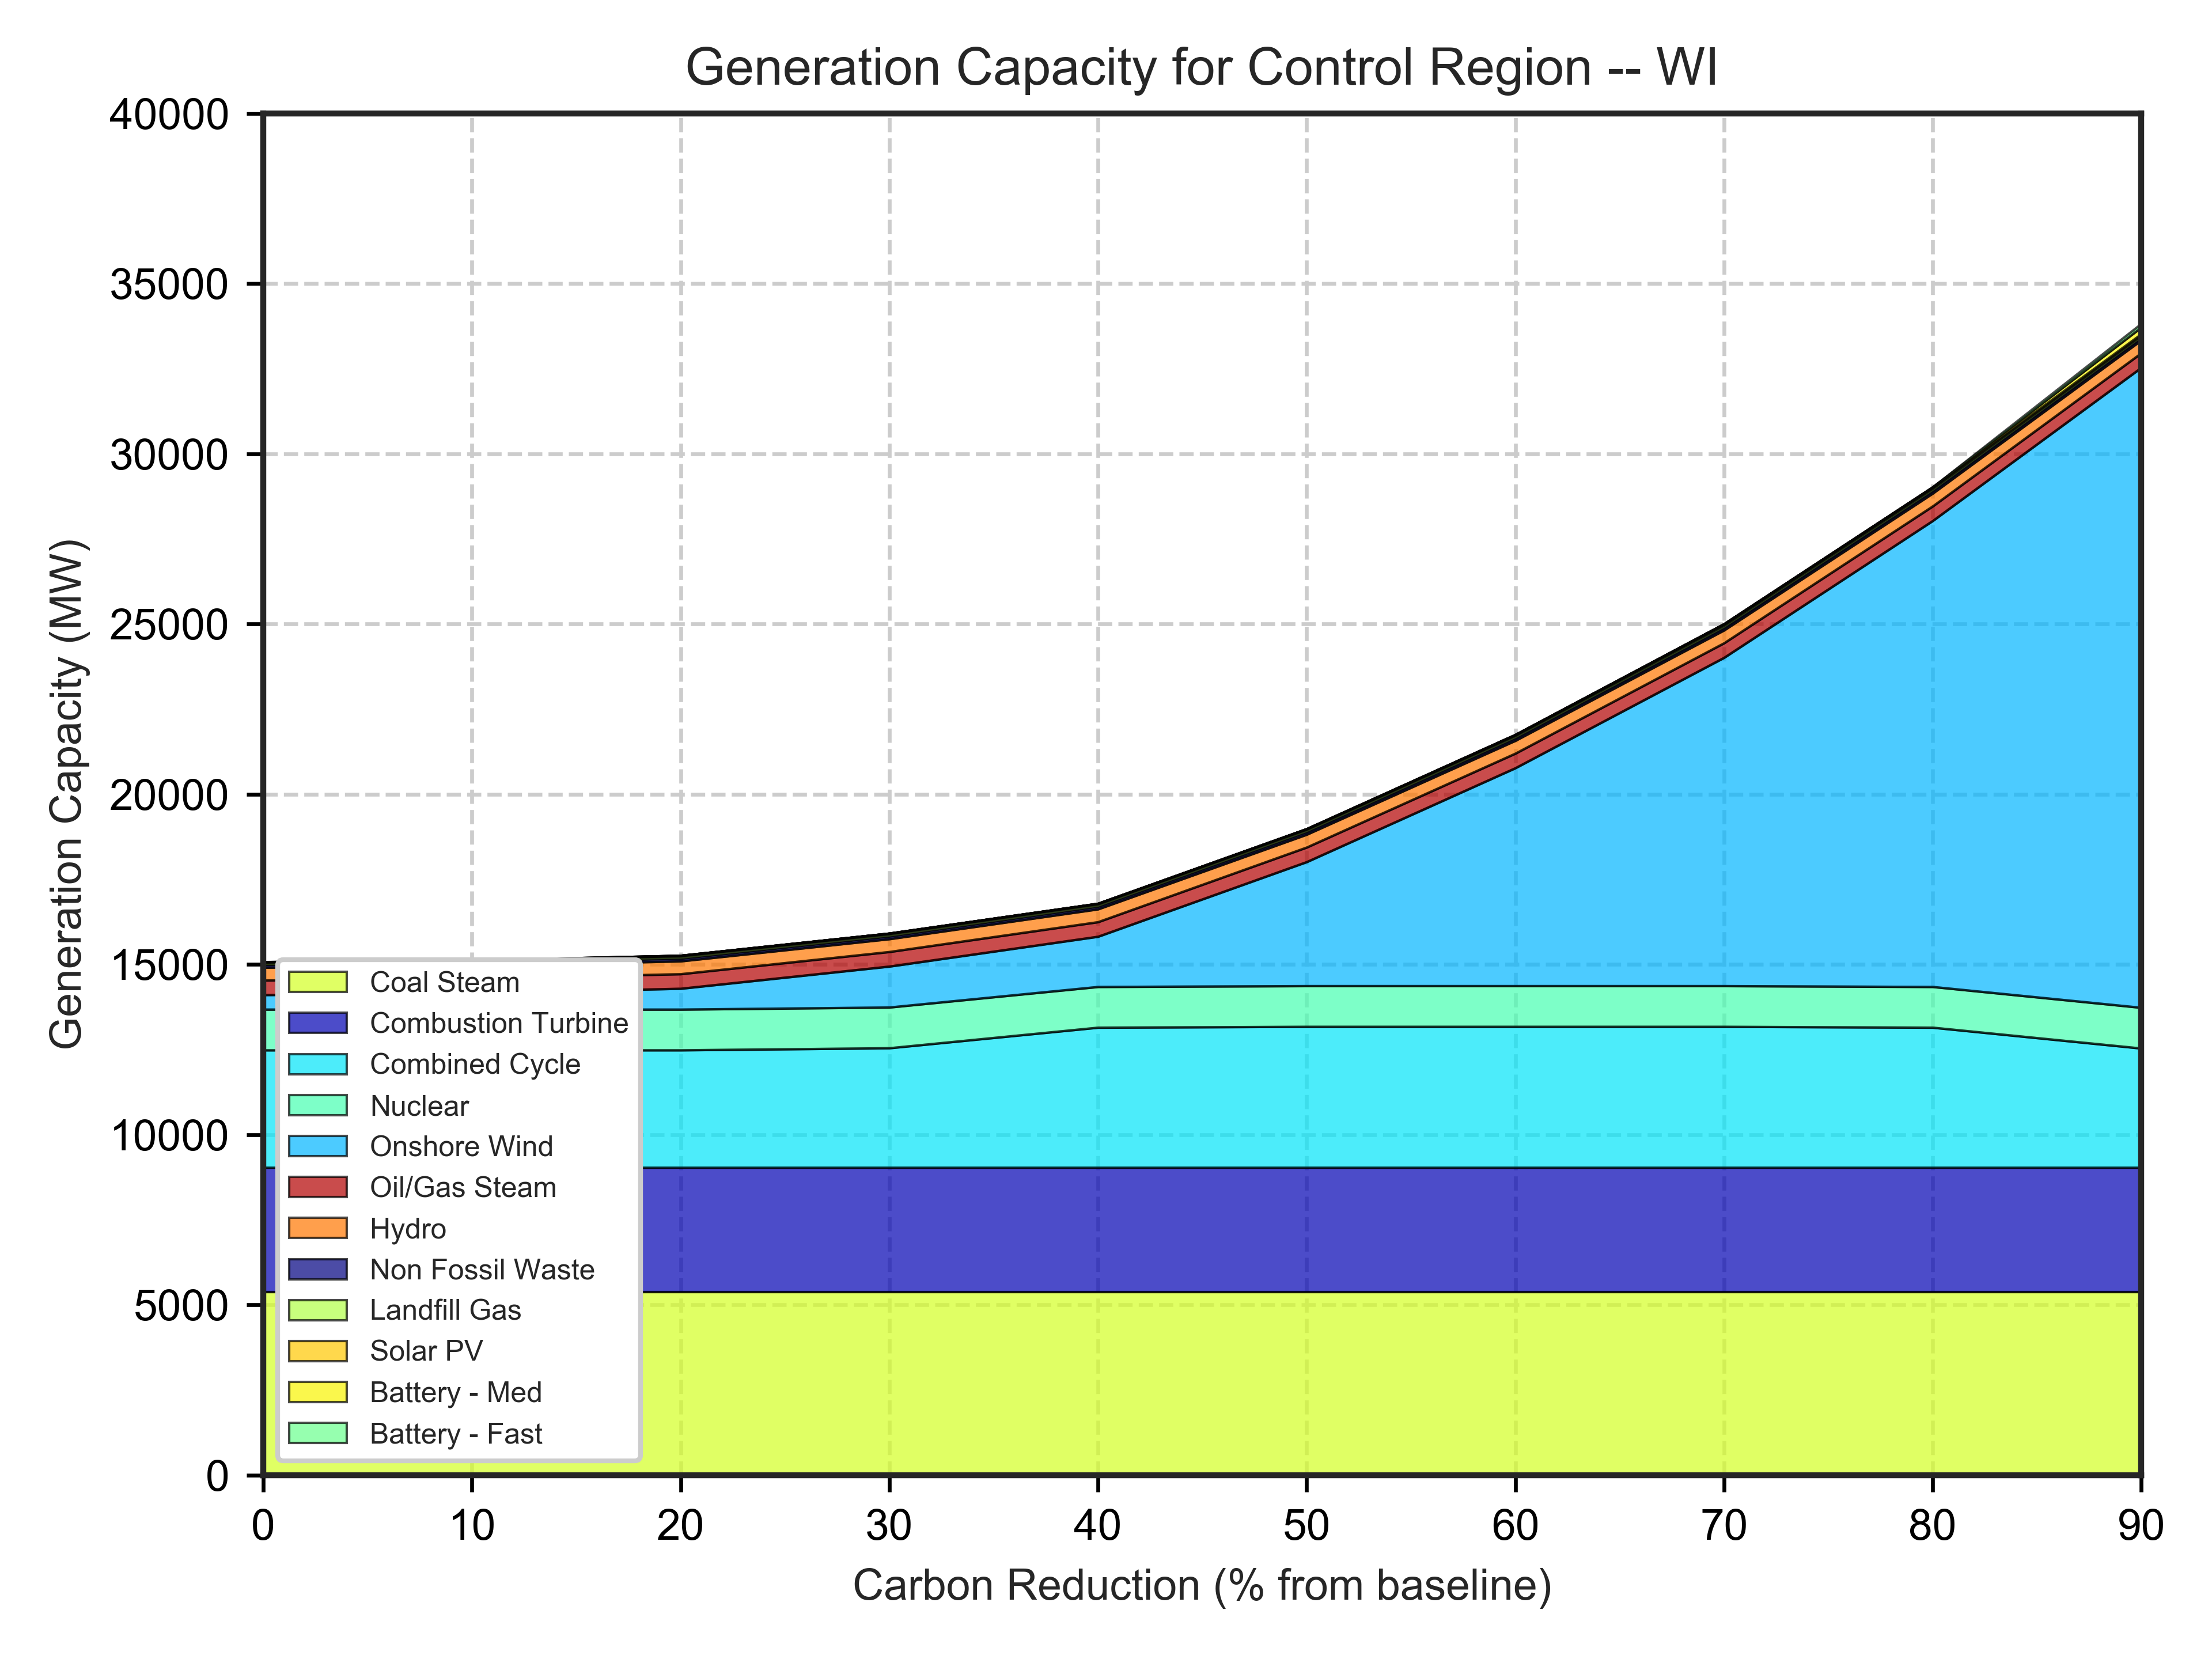 Generation Capacity for Control Region -- WI
40000
35000
30000
25000
20000
15000
10000
5000
0
Generation Capacity (MW)
Coal Steam
Combustion Turbine
Combined Cycle
Nuclear
Onshore Wind
Oil/Gas Steam
Hydro
Non Fossil Waste
Landfill Gas
Solar PV
Battery - Med
Battery - Fast
0 10 20 30 40 50 60 70 80 90
Carbon Reduction (% from baseline)